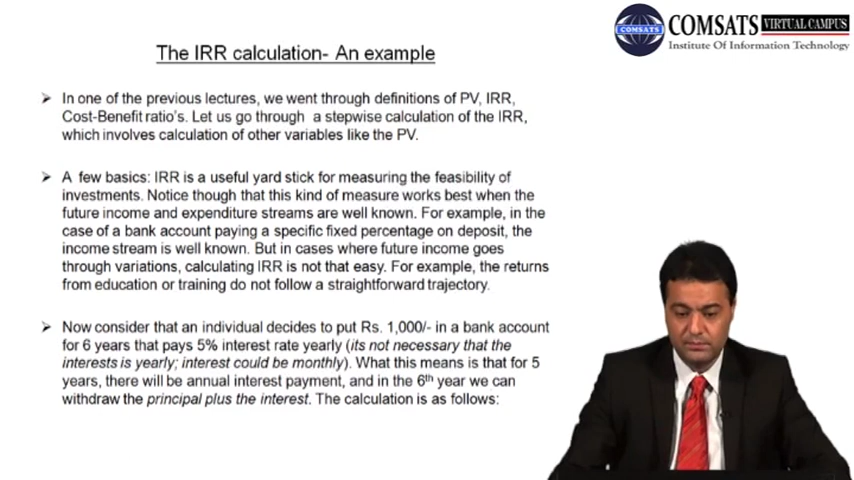 COMSATS VIRTUAL CAMPUS
COMSATS
Institute Of Information Technology
The IRR calculation- An example
➢ In one of the previous lectures, we went through definitions of PV, IRR,
Cost-Benefit ratio's. Let us go through a stepwise calculation of the IRR,
which involves calculation of other variables like the PV.
➢ A few basics: IRR is a useful yard stick for measuring the feasibility of
investments. Notice though that this kind of measure works best when the
future income and expenditure streams are well known. For example, in the
case of a bank account paying a specific fixed percentage on deposit, the
income stream is well known. But in cases where future income goes
through variations, calculating IRR is not that easy. For example, the returns
from education or training do not follow a straightforward trajectory.
➢ Now consider that an individual decides to put Rs. 1,000/- in a bank account
for 6 years that pays 5% interest rate yearly (its not necessary that the
interests is yearly; interest could be monthly). What this means is that for 5
years, there will be annual interest payment, and in the 6th year we can
withdraw the principal plus the interest. The calculation is as follows: